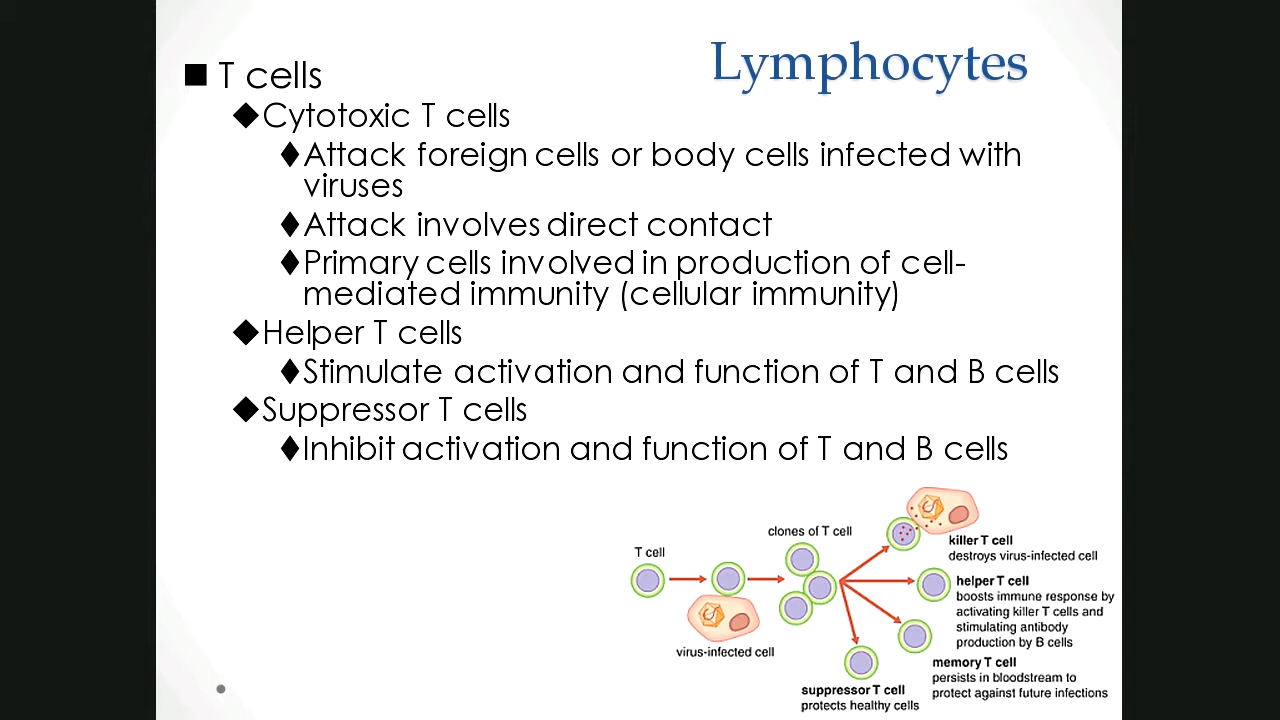 Lymphocytes
T cells
Cytotoxic T cells
Attack foreign cells or body cells infected with
viruses
Attack involves direct contact
Primary cells involved in production of cell-
mediated immunity (cellular immunity)
Helper T cells
Stimulate activation and function of T and B cells
Suppressor T cells
Inhibit activation and function of T and B cells
T cell
virus-infected cell
clones of T cell
killer T cell
destroys virus-infected cell
helper T cell
boosts immune response by
activating killer T cells and
stimulating antibody
production by B cells
memory T cell
persists in bloodstream to
protect against future infections
suppressor T cell
protects healthy cells